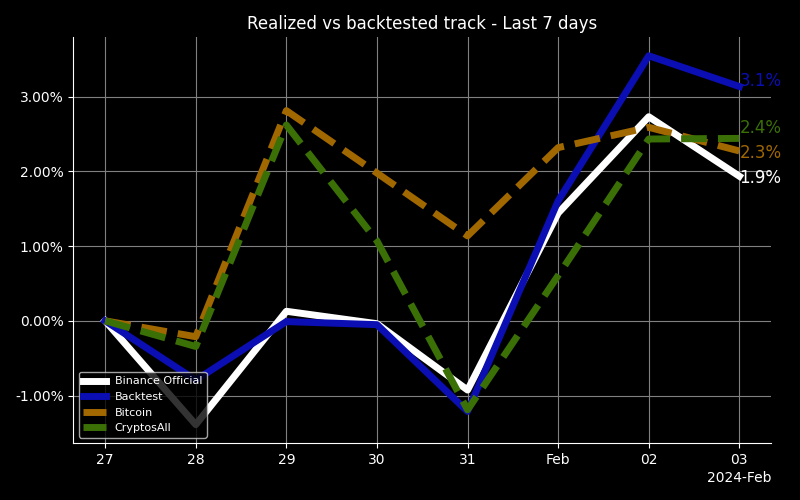 Realized vs backtested track - Last 7 days
3.00%
2.00%
1.00%
0.00%
-1.00%
3.1%
2.4%
2.3%
1.9%
Binance Official
Backtest
Bitcoin
CryptosAll
27 28 29 30 31 Feb 02 03
2024-Feb